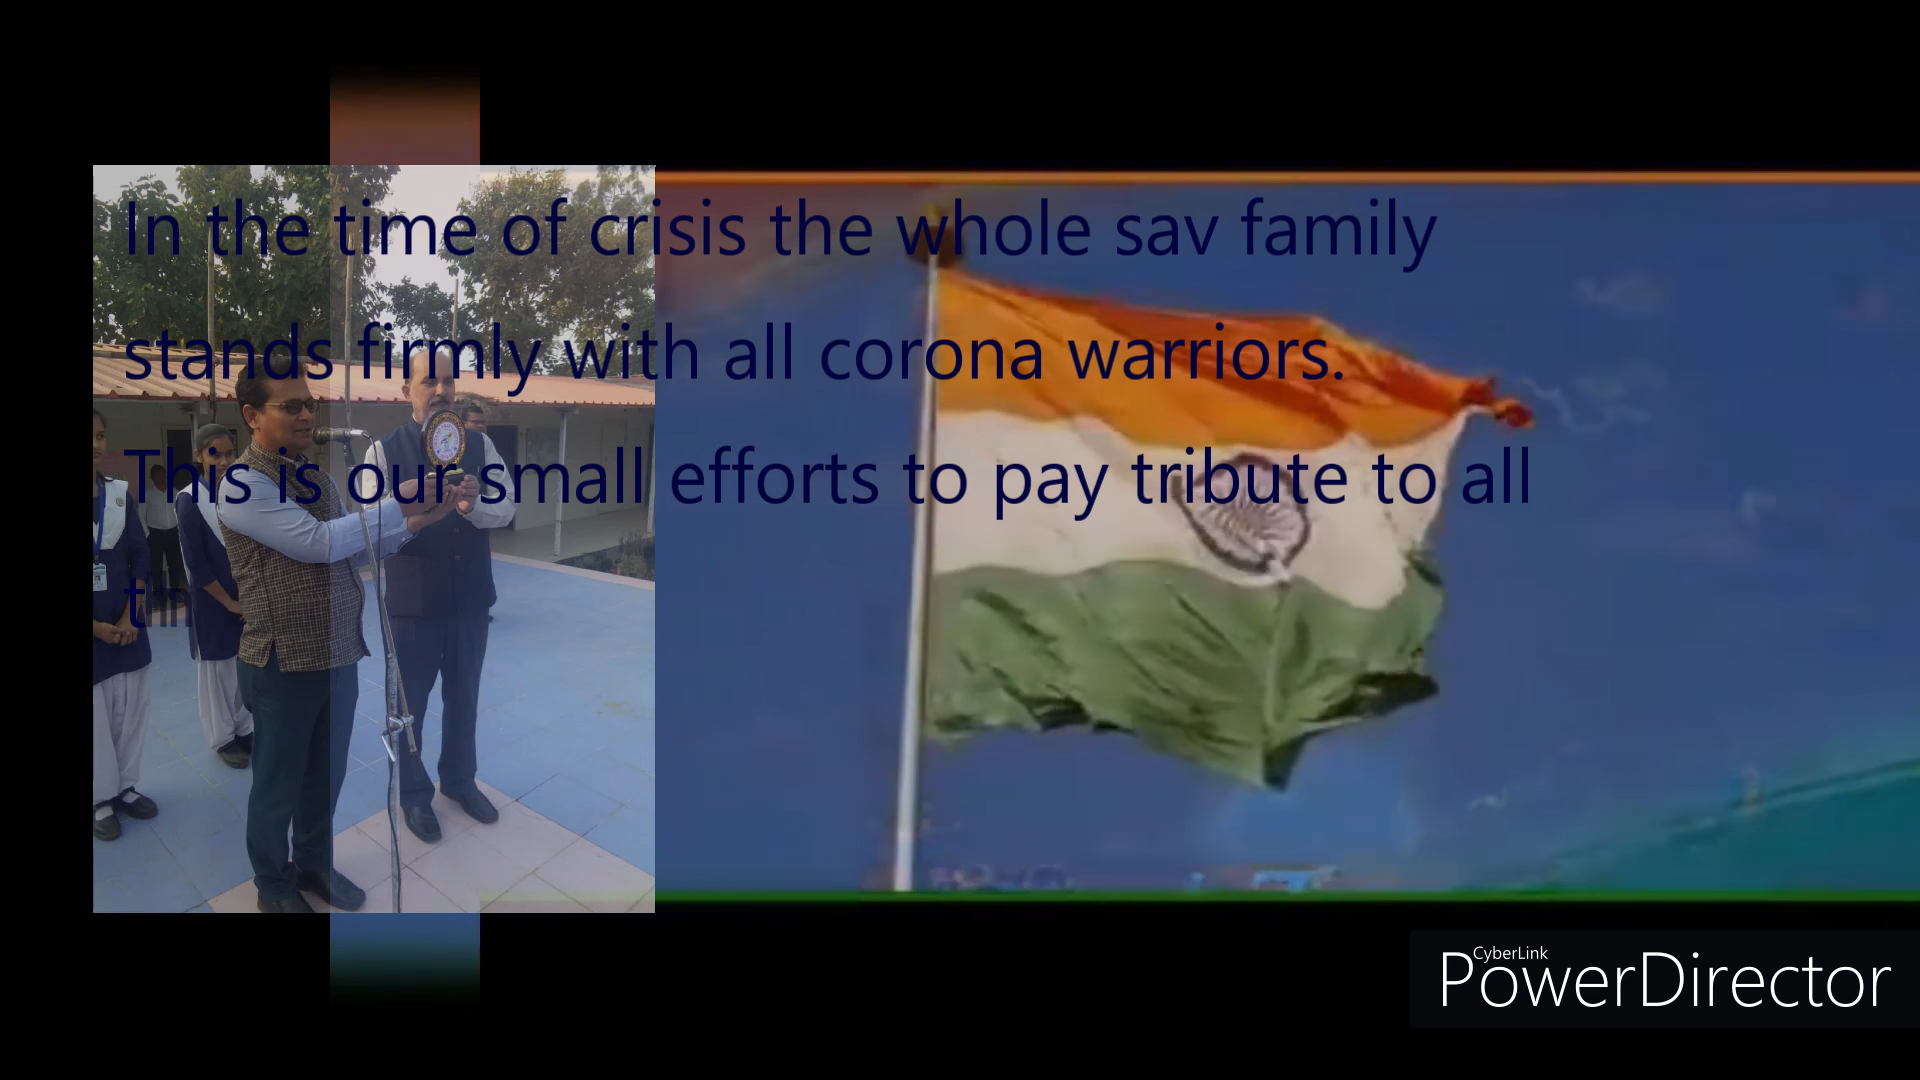 In the time of crisis the whole sav family
stands firmly with all corona warriors.
This is our small efforts to pay tribute to all
CyberLink
PowerDirector